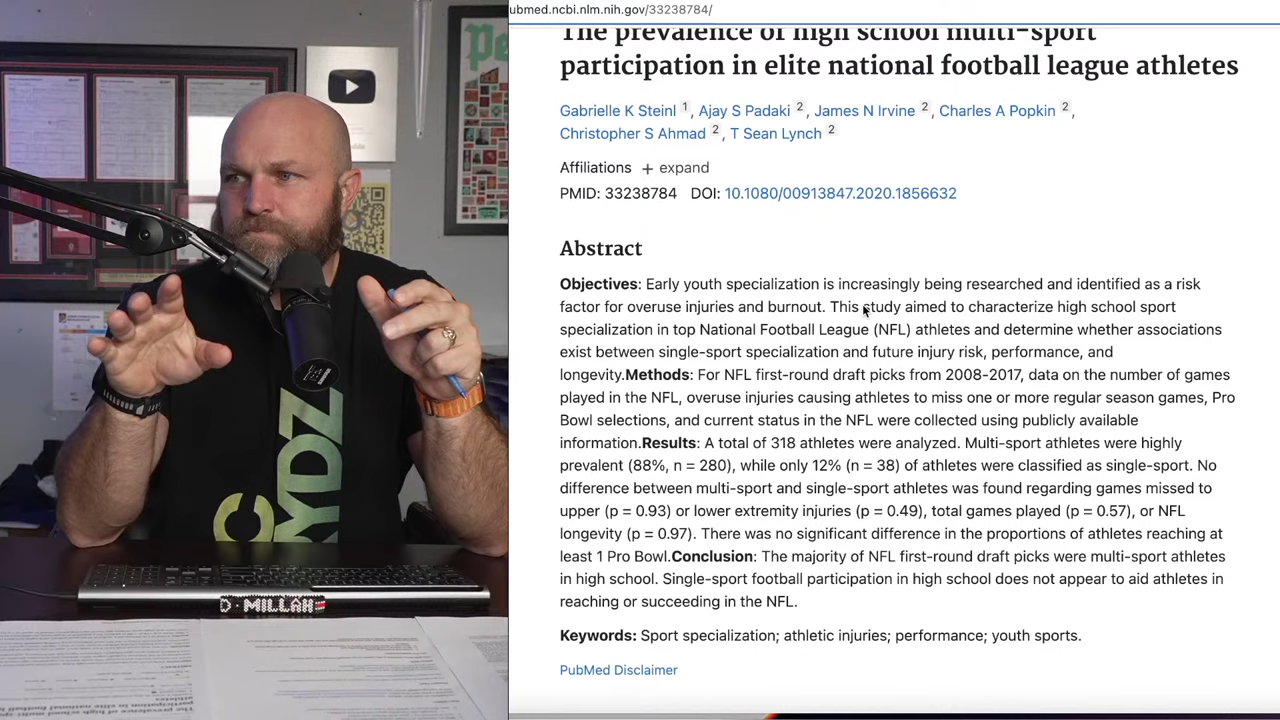 ubmed.ncbi.nlm.nih.gov/33238784/
The prevalence of high school multi-sport
participation in elite national football league athletes
Gabrielle K Steinl 1, Ajay S Padaki 2, James N Irvine 2, Charles A Popkin 2,
Christopher S Ahmad 2, T Sean Lynch 2
Affiliations + expand
PMID: 33238784 DOI: 10.1080/00913847.2020.1856632
Abstract
Objectives: Early youth specialization is increasingly being researched and identified as a risk
factor for overuse injuries and burnout. This study aimed to characterize high school sport
specialization in top National Football League (NFL) athletes and determine whether associations
exist between single-sport specialization and future injury risk, performance, and
longevity.Methods: For NFL first-round draft picks from 2008-2017, data on the number of games
played in the NFL, overuse injuries causing athletes to miss one or more regular season games, Pro
Bowl selections, and current status in the NFL were collected using publicly available
information.Results: A total of 318 athletes were analyzed. Multi-sport athletes were highly
prevalent (88%, n = 280), while only 12% (n = 38) of athletes were classified as single-sport. No
difference between multi-sport and single-sport athletes was found regarding games missed to
upper (p = 0.93) or lower extremity injuries (p = 0.49), total games played (p = 0.57), or NFL
longevity (p = 0.97). There was no significant difference in the proportions of athletes reaching at
least 1 Pro Bowl.Conclusion: The majority of NFL first-round draft picks were multi-sport athletes
in high school. Single-sport football participation in high school does not appear to aid athletes in
reaching or succeeding in the NFL.
Keywords: Sport specialization; athletic injuries; performance; youth sports.
PubMed Disclaimer
YDZ
D·MILLAR